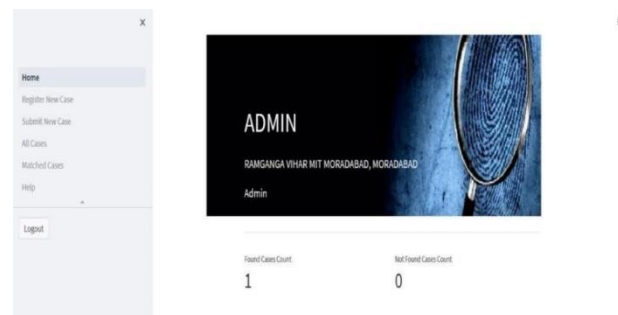 X
Home
Register New Case
Submit New Case
All Cases
Matched Cases
Help
Logout
ADMIN
RAMGANGA VIHAR MIT MORADABAD, MORADABAD
Admin
Found Cases Count
Not Found Cases Count
1
0